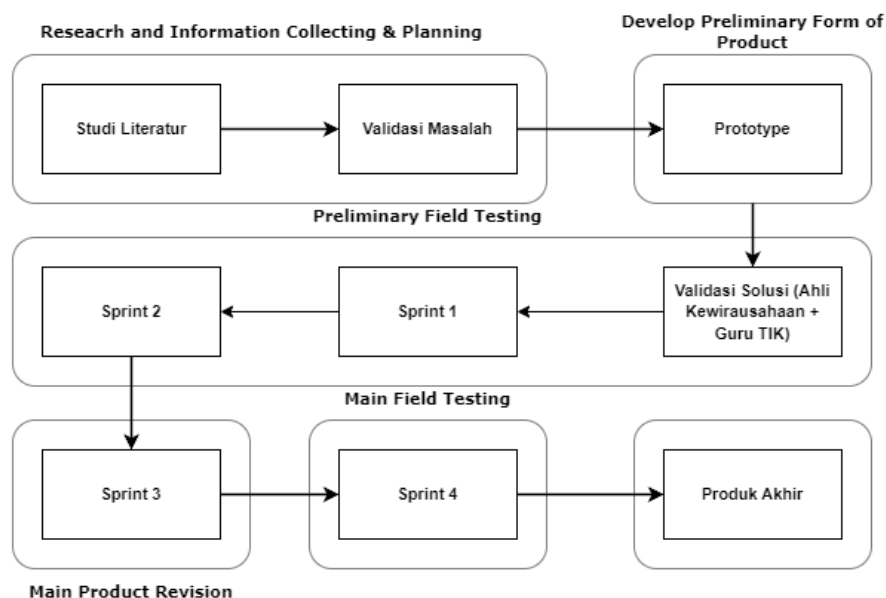 Reseacrh and Information Collecting & Planning
Develop Preliminary Form of
Product
Studi Literatur
Validasi Masalah
Prototype
Preliminary Field Testing
Sprint 2
Sprint 1
Validasi Solusi (Ahli
Kewirausahaan +
Guru TIK)
Main Field Testing
Sprint 3
Sprint 4
Produk Akhir
Main Product Revision